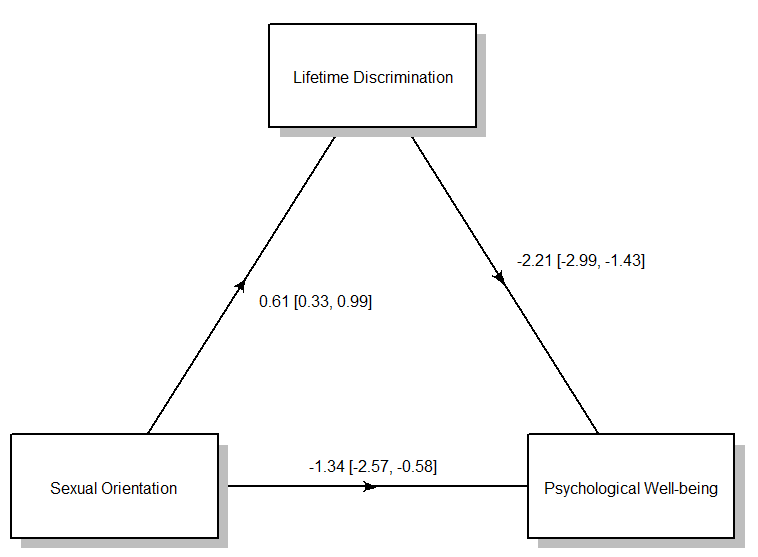 Lifetime Discrimination
-2.21 [-2.99, -1.43]
0.61 [0.33, 0.99]
-1.34 [-2.57, -0.58]
Sexual Orientation
Psychological Well-being